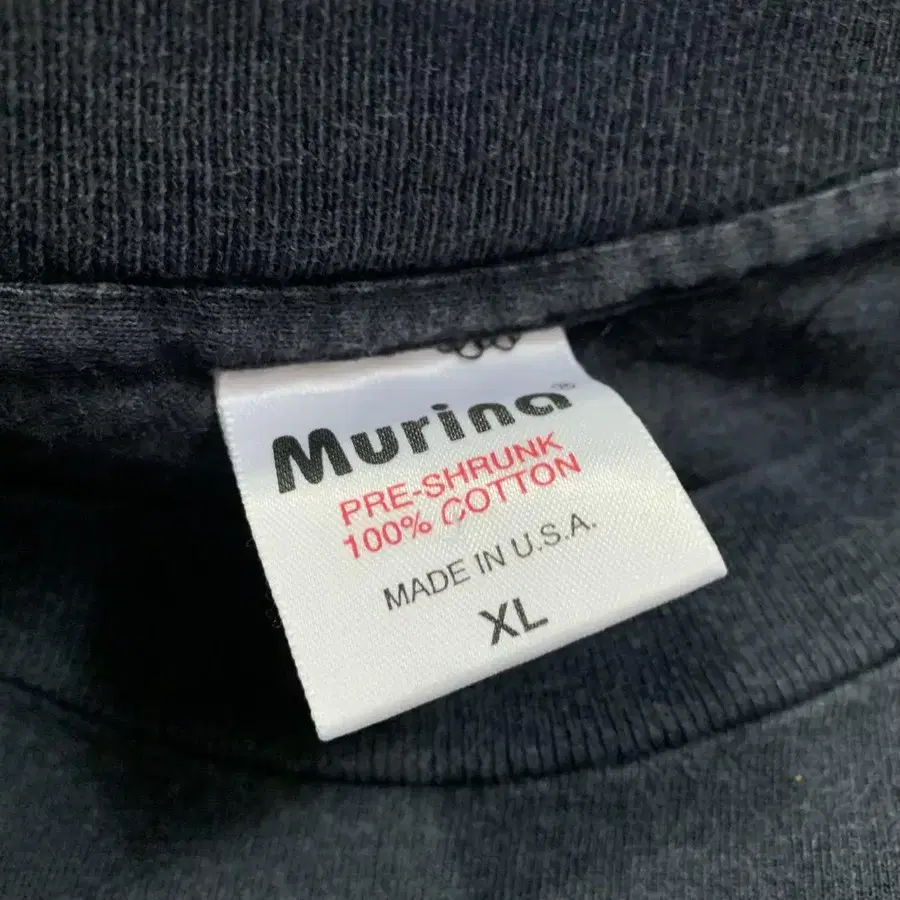 Murina®
PRE-SHRUNK
100% COTTON
MADE IN U.S.A.
XL